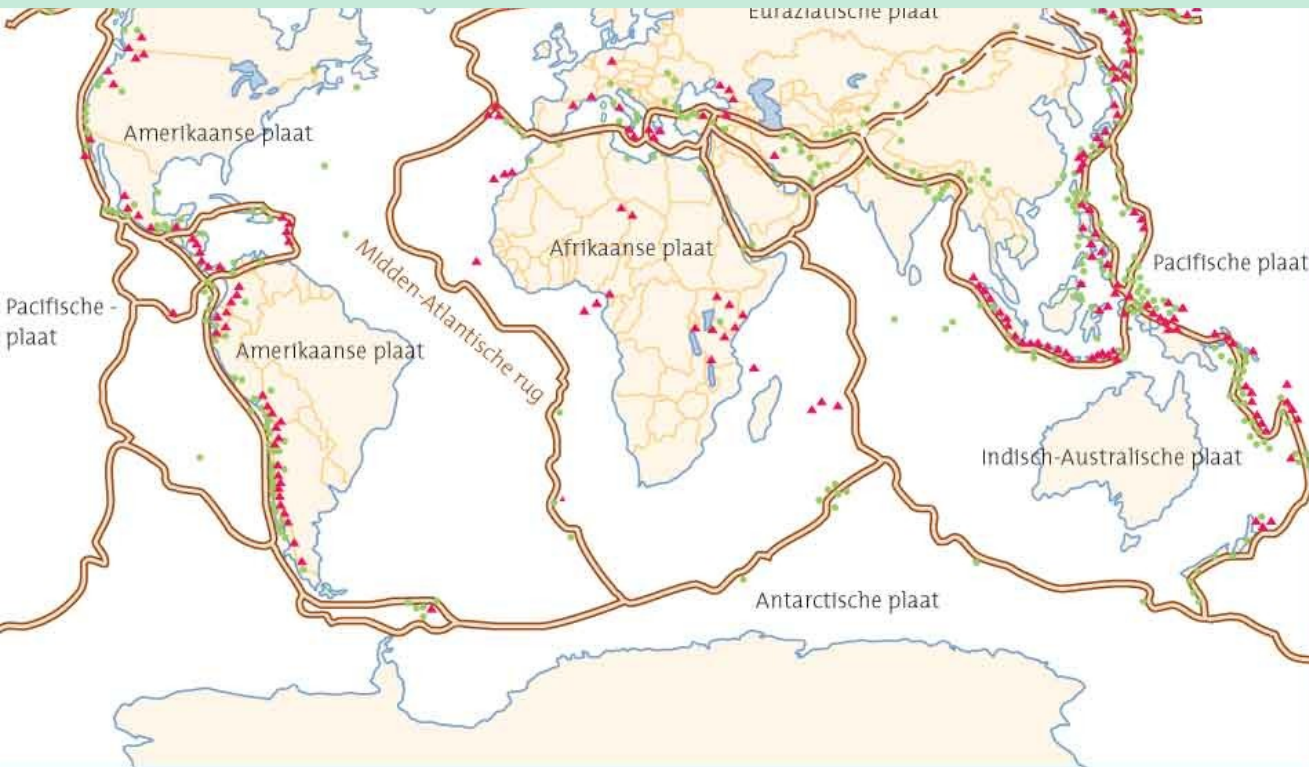 Euraziatische plaat
Amerikaanse plaat
Afrikaanse plaat
Midden-Atlantische rug
Pacifische plaat
Pacifische -
plaat
Amerikaanse plaat
Indisch-Australische plaat
Antarctische plaat